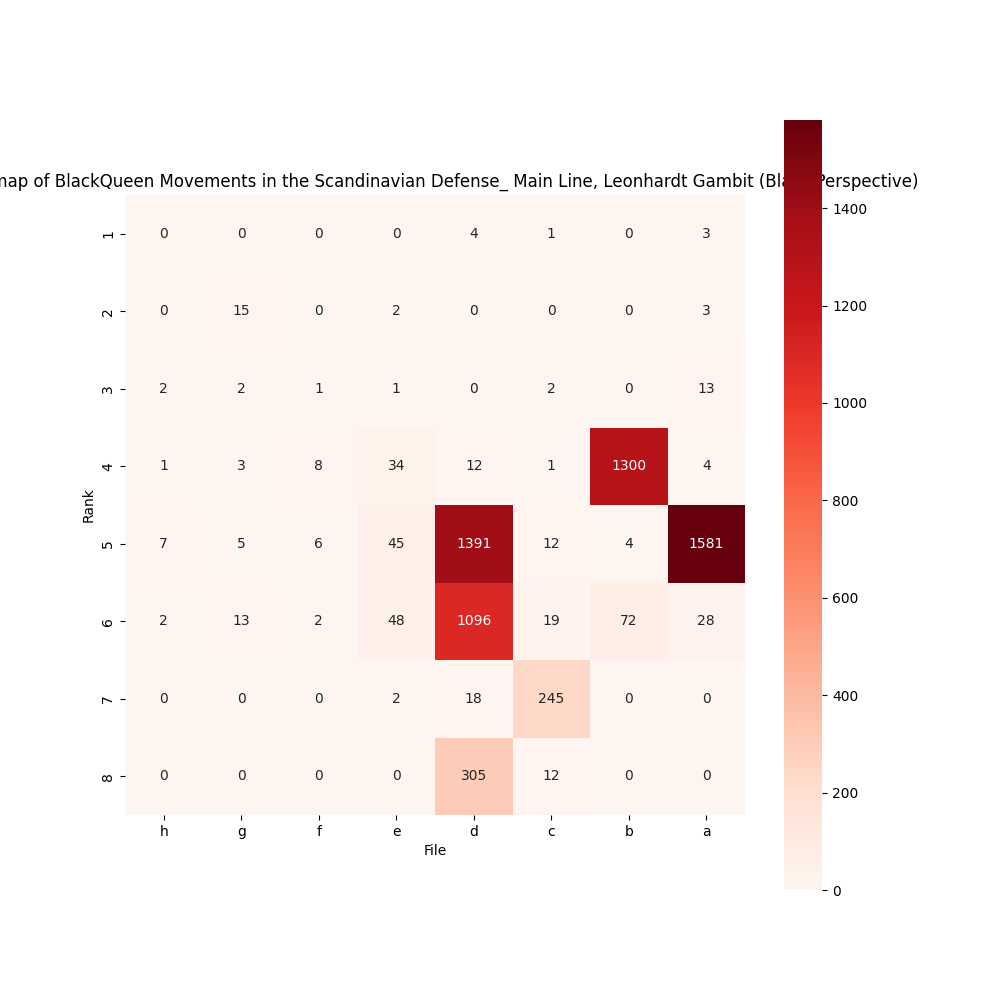 of BlackQueen Movements in the Scandinavian Defense_ Main Line, Leonhardt Gambit Perspective)
1400
1200
1000
800
600
400
200
0
Rank
1 0 0 0 0 4 1 0 3
2 0 15 0 2 0 0 0 3
3 2 2 1 1 0 2 0 13
4 1 3 8 34 12 1 1300 4
5 7 5 6 45 1391 12 4 1581
6 2 13 2 48 1096 19 72 28
7 0 0 0 2 18 245 0 0
8 0 0 0 0 305 12 0 0
h g f e d c b a
File